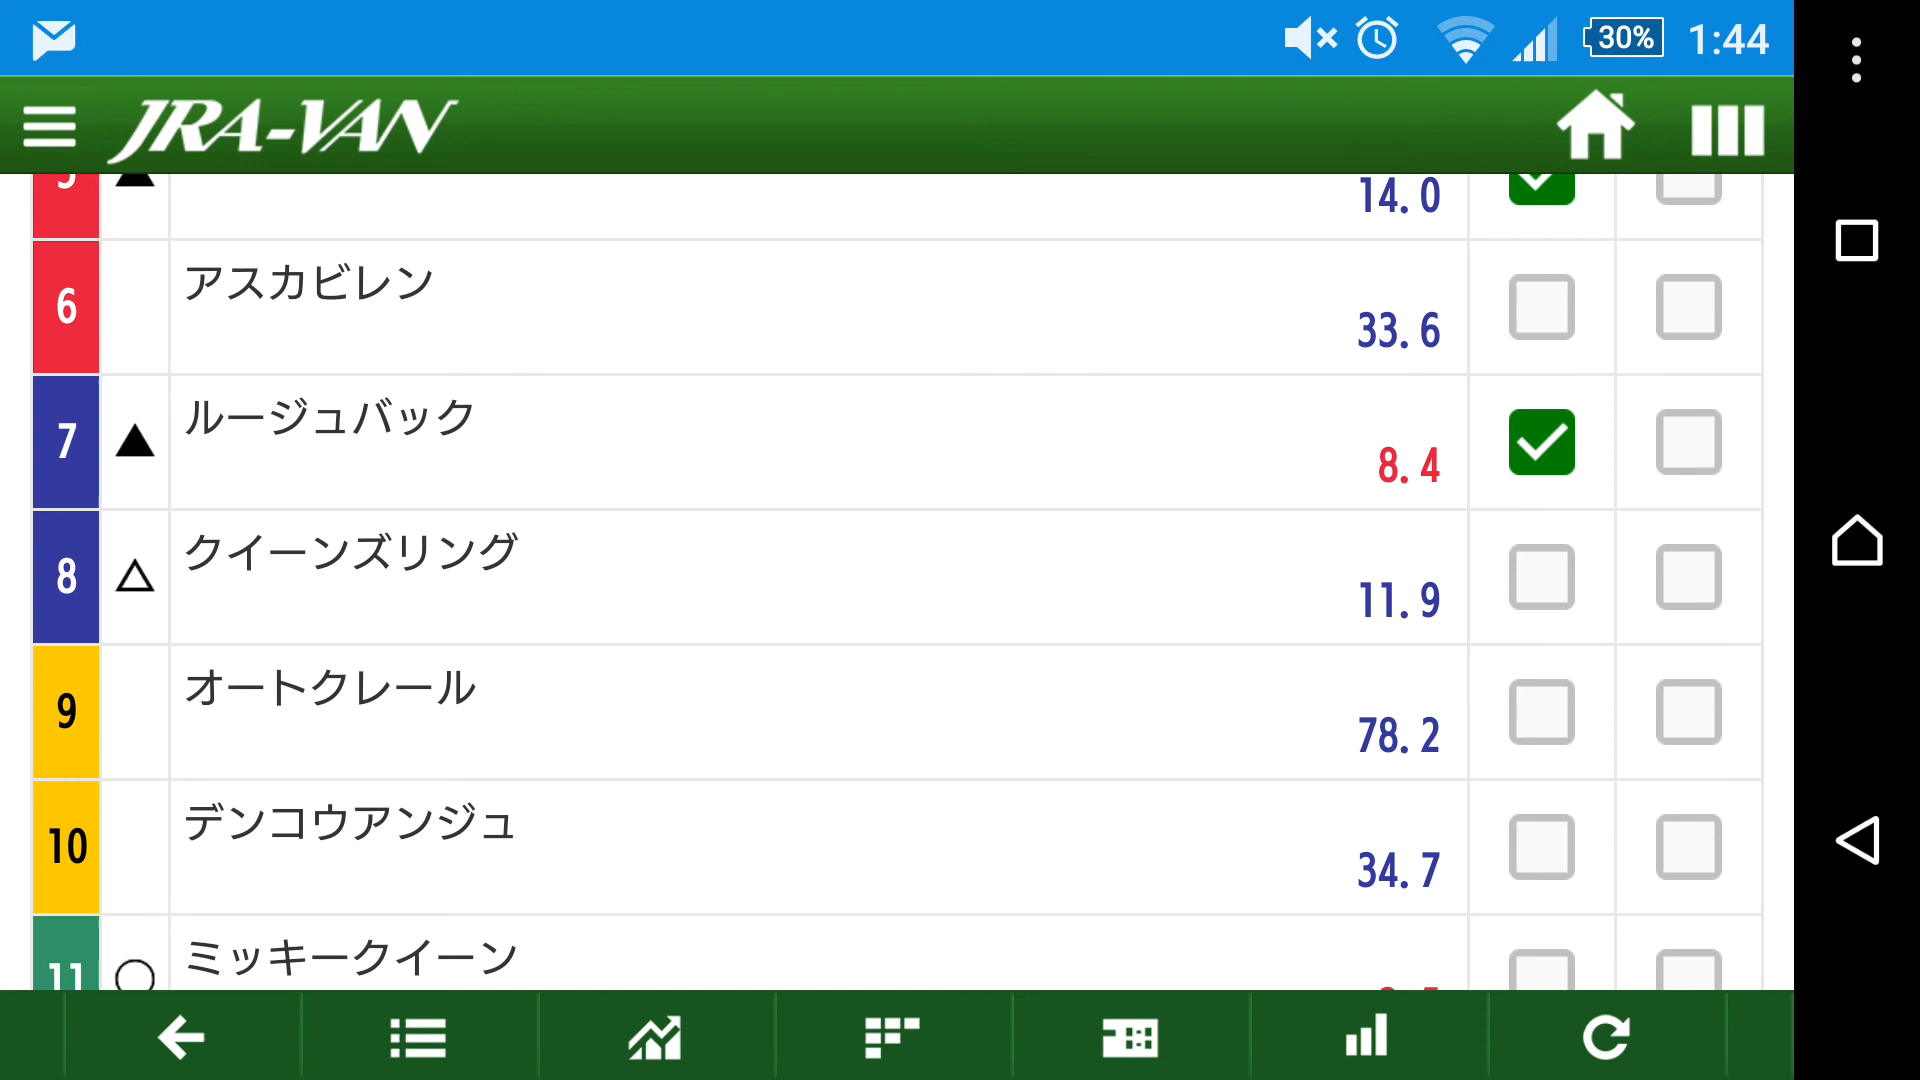 30% 1:44
JRA-VAN
5 ▲ 14.0
6 アスカビレン 33.6
7 ▲ ルージュバック 8.4
8 △ クイーンズリング 11.9
9 オートクレール 78.2
10 デンコウアンジュ 34.7
11 ○ ミッキークイーン